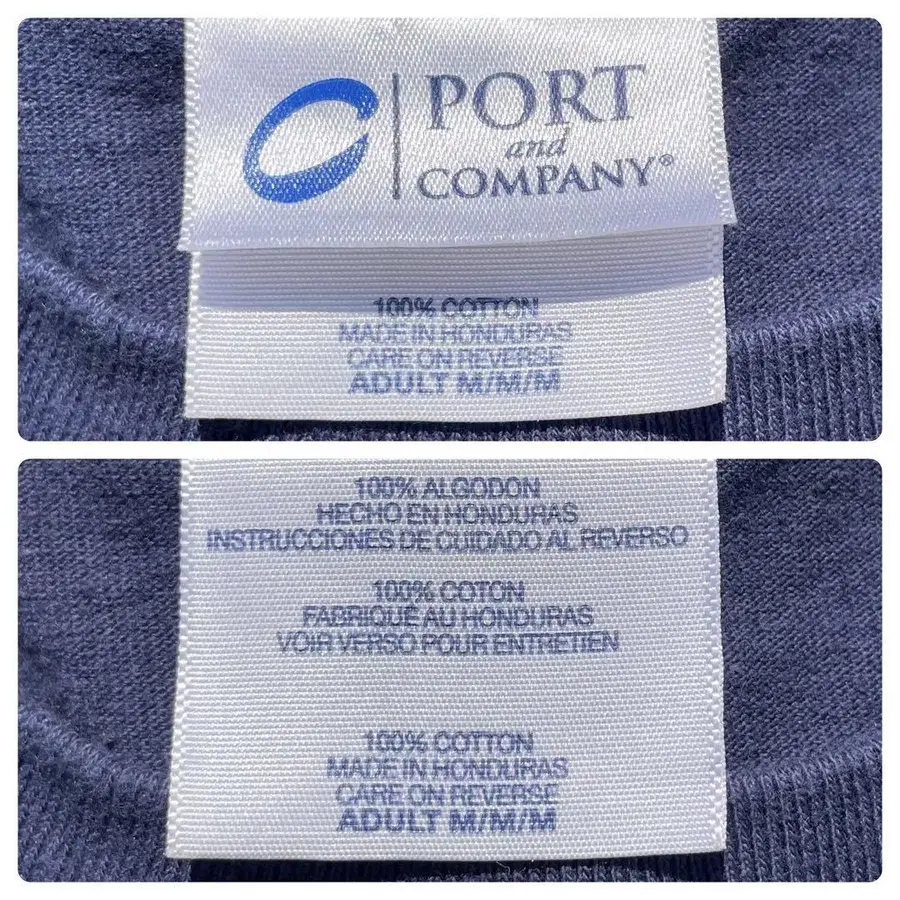 PORT
and
COMPANY®
100% COTTON
MADE IN HONDURAS
CARE ON REVERSE
ADULT M/M/M
100% ALGODON
HECHO EN HONDURAS
INSTRUCCIONES DE CUIDADO AL REVERSO
100% COTON
FABRIQUÉ AU HONDURAS
VOIR VERSO POUR ENTRETIEN
100% COTTON
MADE IN HONDURAS
CARE ON REVERSE
ADULT M/M/M